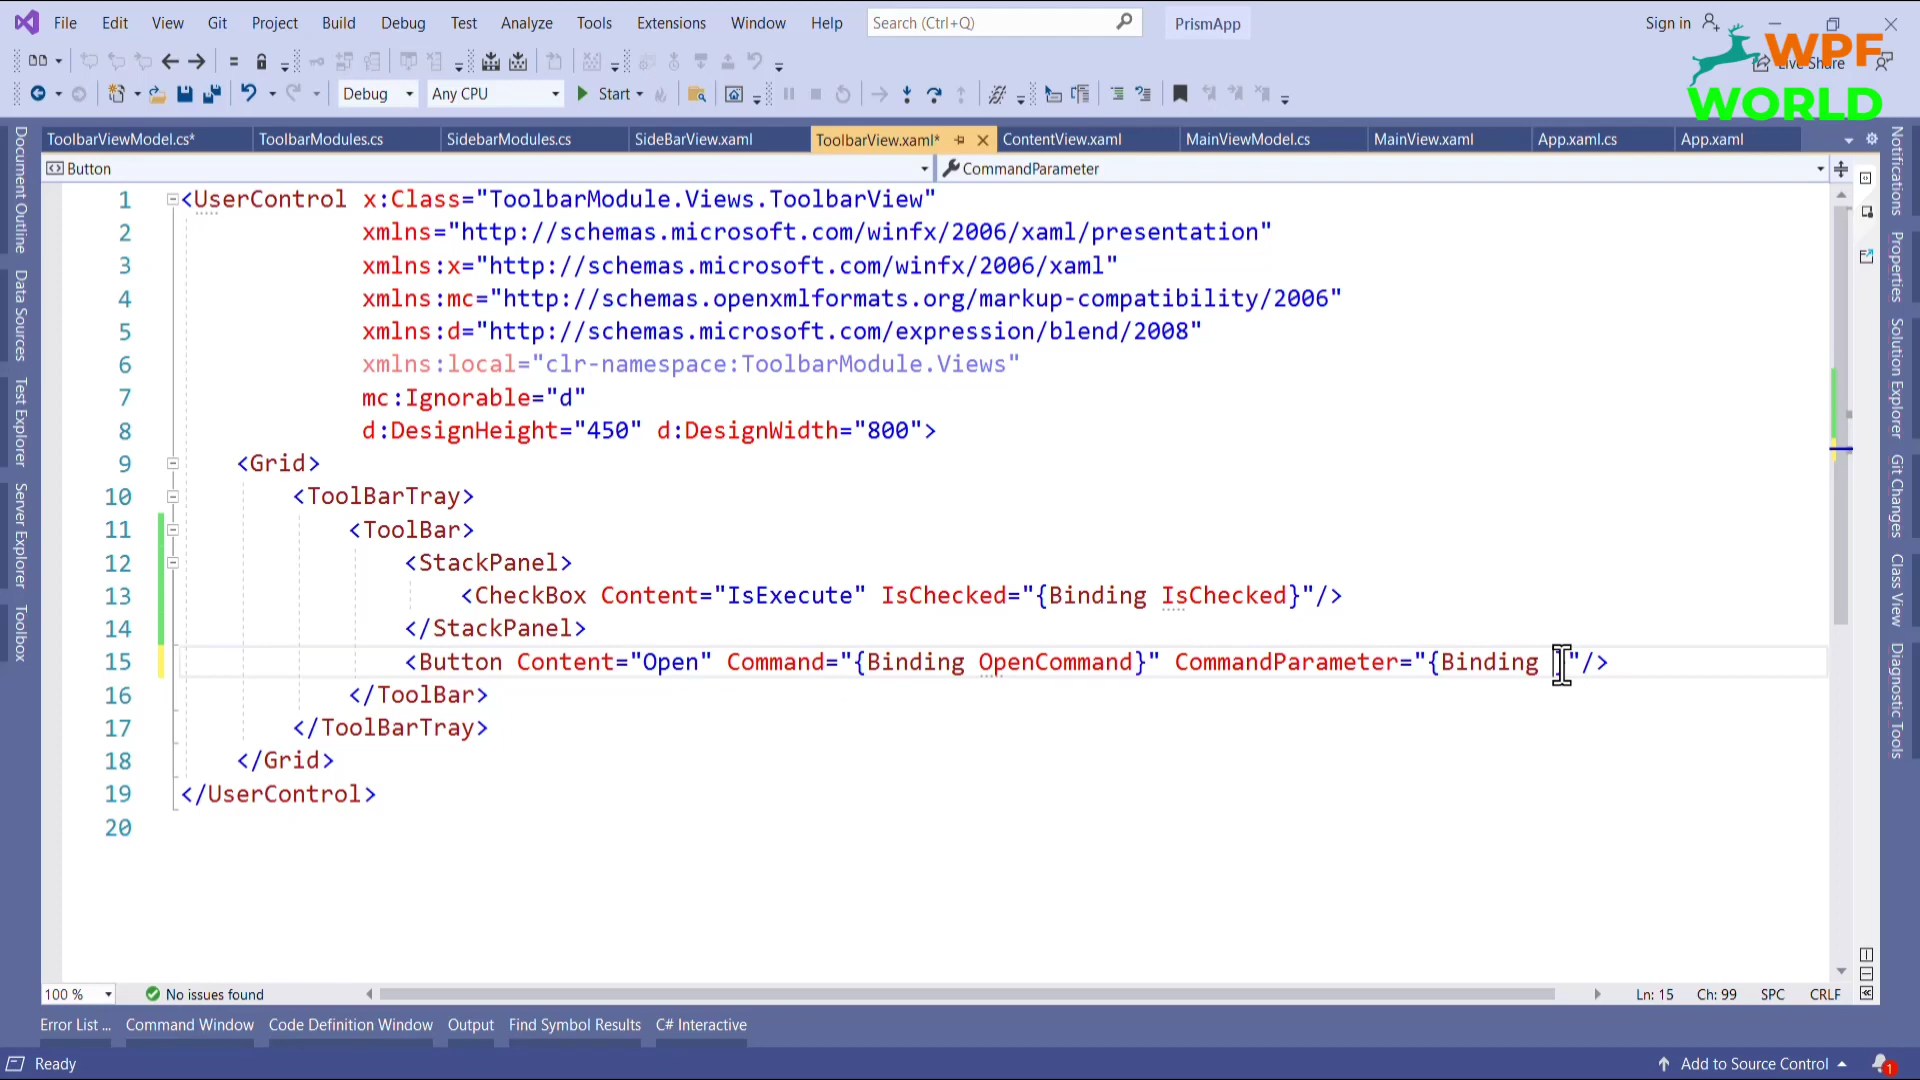 File Edit View Git Project Build Debug Test Analyze Tools Extensions Window Help Search (Ctrl+Q) PrismApp Sign in
WPF
Live Share
WORLD
Debug Any CPU Start
ToolbarViewModel.cs* ToolbarModules.cs SidebarModules.cs SideBarView.xaml ToolbarView.xaml* ContentView.xaml MainViewModel.cs MainView.xaml App.xaml.cs App.xaml
Button CommandParameter
Document Outline
Data Sources
Test Explorer
Server Explorer
Toolbox
1 <UserControl x:Class="ToolbarModule.Views.ToolbarView"
2 xmlns="http://schemas.microsoft.com/winfx/2006/xaml/presentation"
3 xmlns:x="http://schemas.microsoft.com/winfx/2006/xaml"
4 xmlns:mc="http://schemas.openxmlformats.org/markup-compatibility/2006"
5 xmlns:d="http://schemas.microsoft.com/expression/blend/2008"
6 xmlns:local="clr-namespace:ToolbarModule.Views"
7 mc:Ignorable="d"
8 d:DesignHeight="450" d:DesignWidth="800">
9 <Grid>
10 <ToolBarTray>
11 <ToolBar>
12 <StackPanel>
13 <CheckBox Content="IsExecute" IsChecked="{Binding IsChecked}"/>
14 </StackPanel>
15 <Button Content="Open" Command="{Binding OpenCommand}" CommandParameter="{Binding }"/>
16 </ToolBar>
17 </ToolBarTray>
18 </Grid>
19 </UserControl>
20
Notifications
Properties
Solution Explorer
Git Changes
Class View
Diagnostic Tools
100 % No issues found Ln: 15 Ch: 99 SPC CRLF
Error List ... Command Window Code Definition Window Output Find Symbol Results C# Interactive
Ready Add to Source Control 1